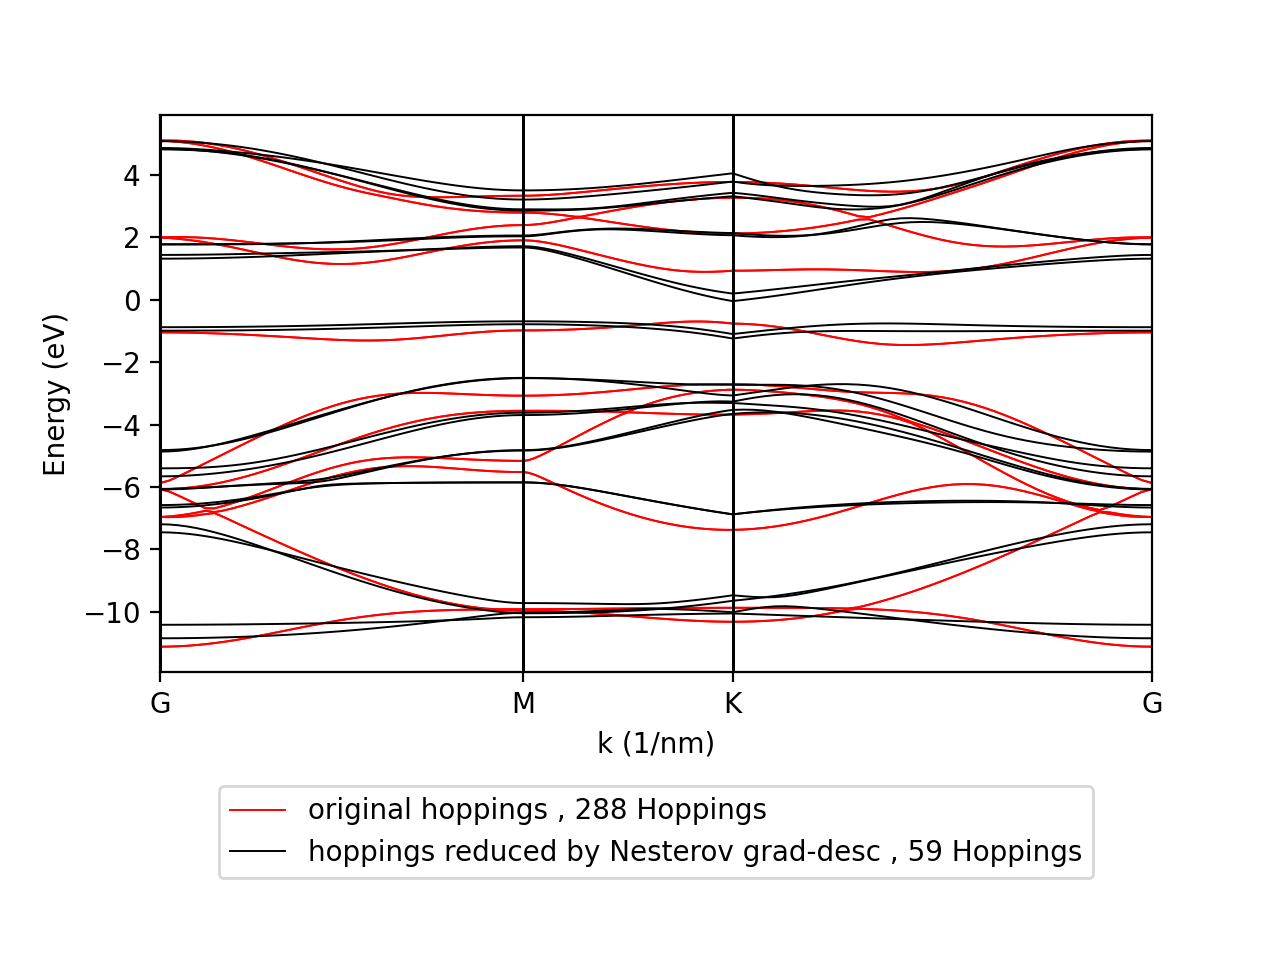 4
2
0
−2
−4
−6
−8
−10
Energy (eV)
G M K G
k (1/nm)
original hoppings , 288 Hoppings
hoppings reduced by Nesterov grad-desc , 59 Hoppings